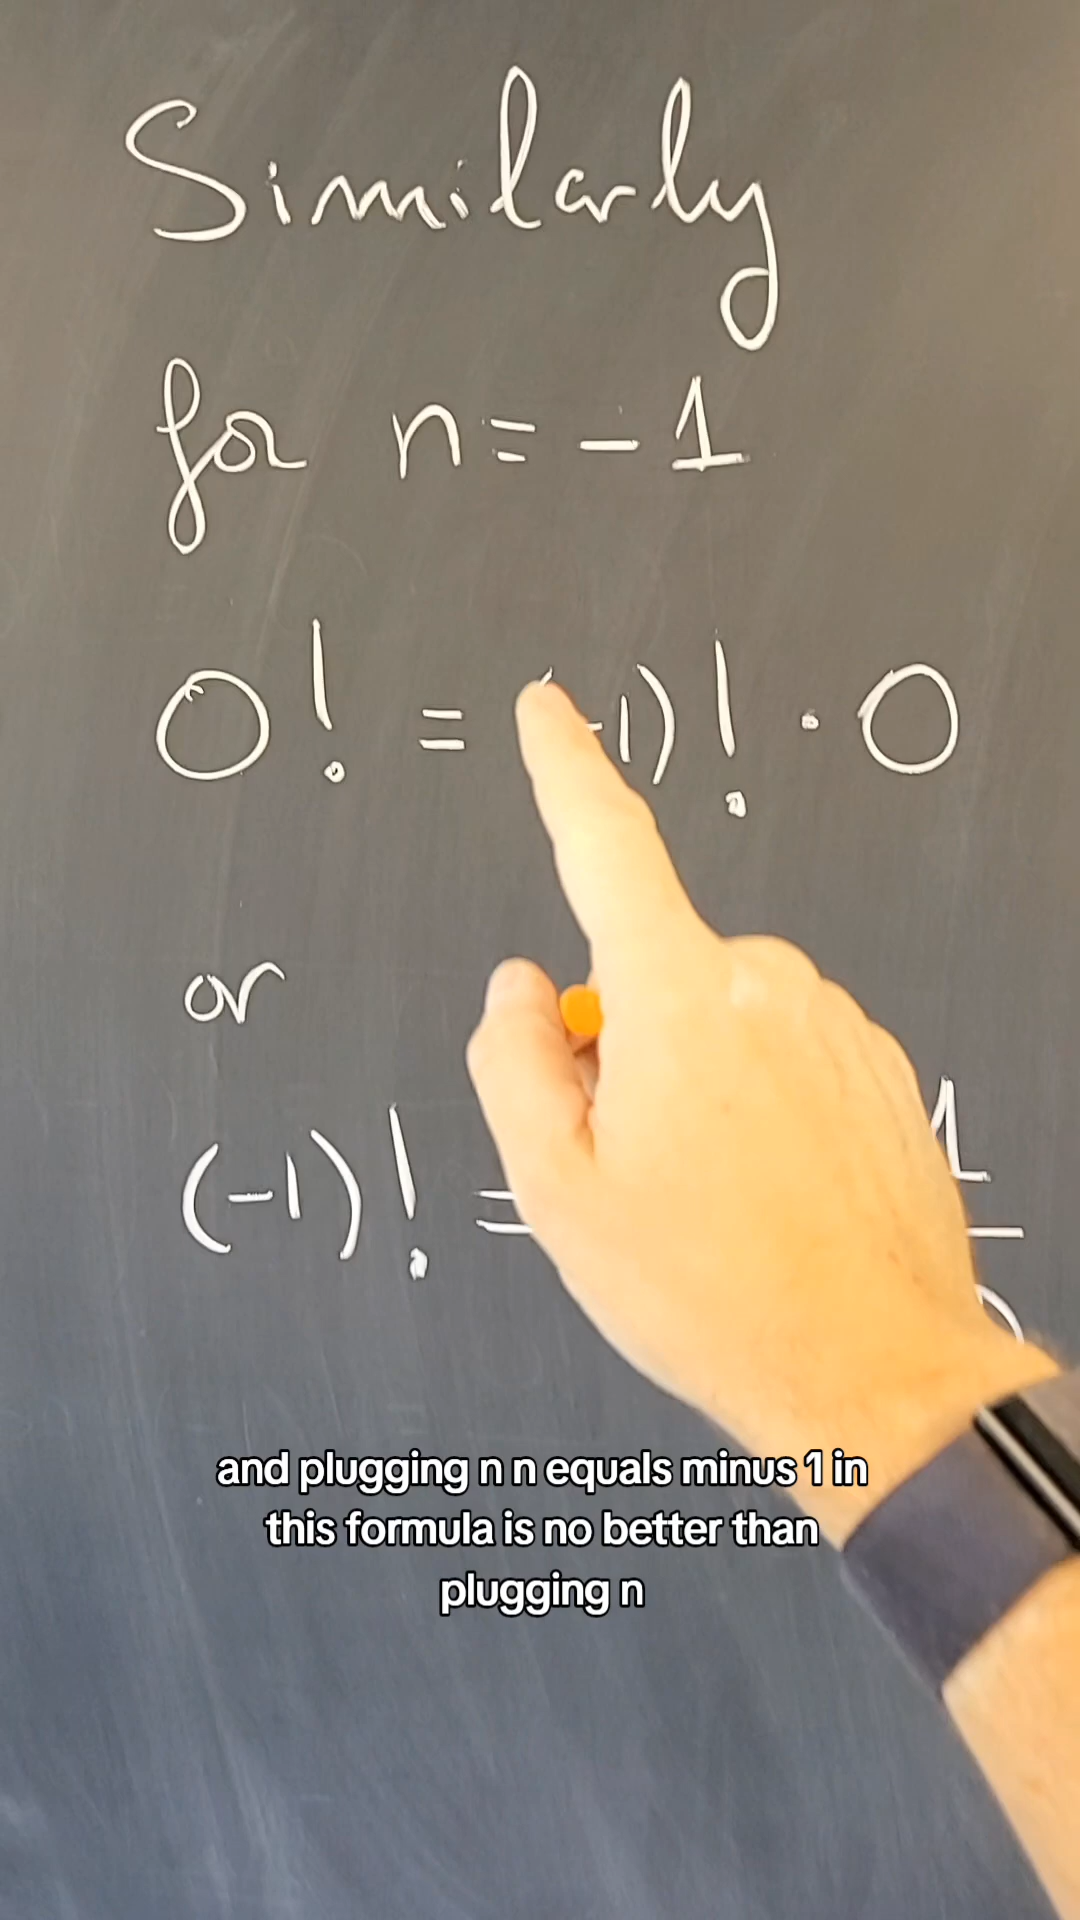 Similarly
for n = - 1
0! = -1)! · 0
or
(-1)! = 1
and plugging n n equals minus 1 in
this formula is no better than
plugging n